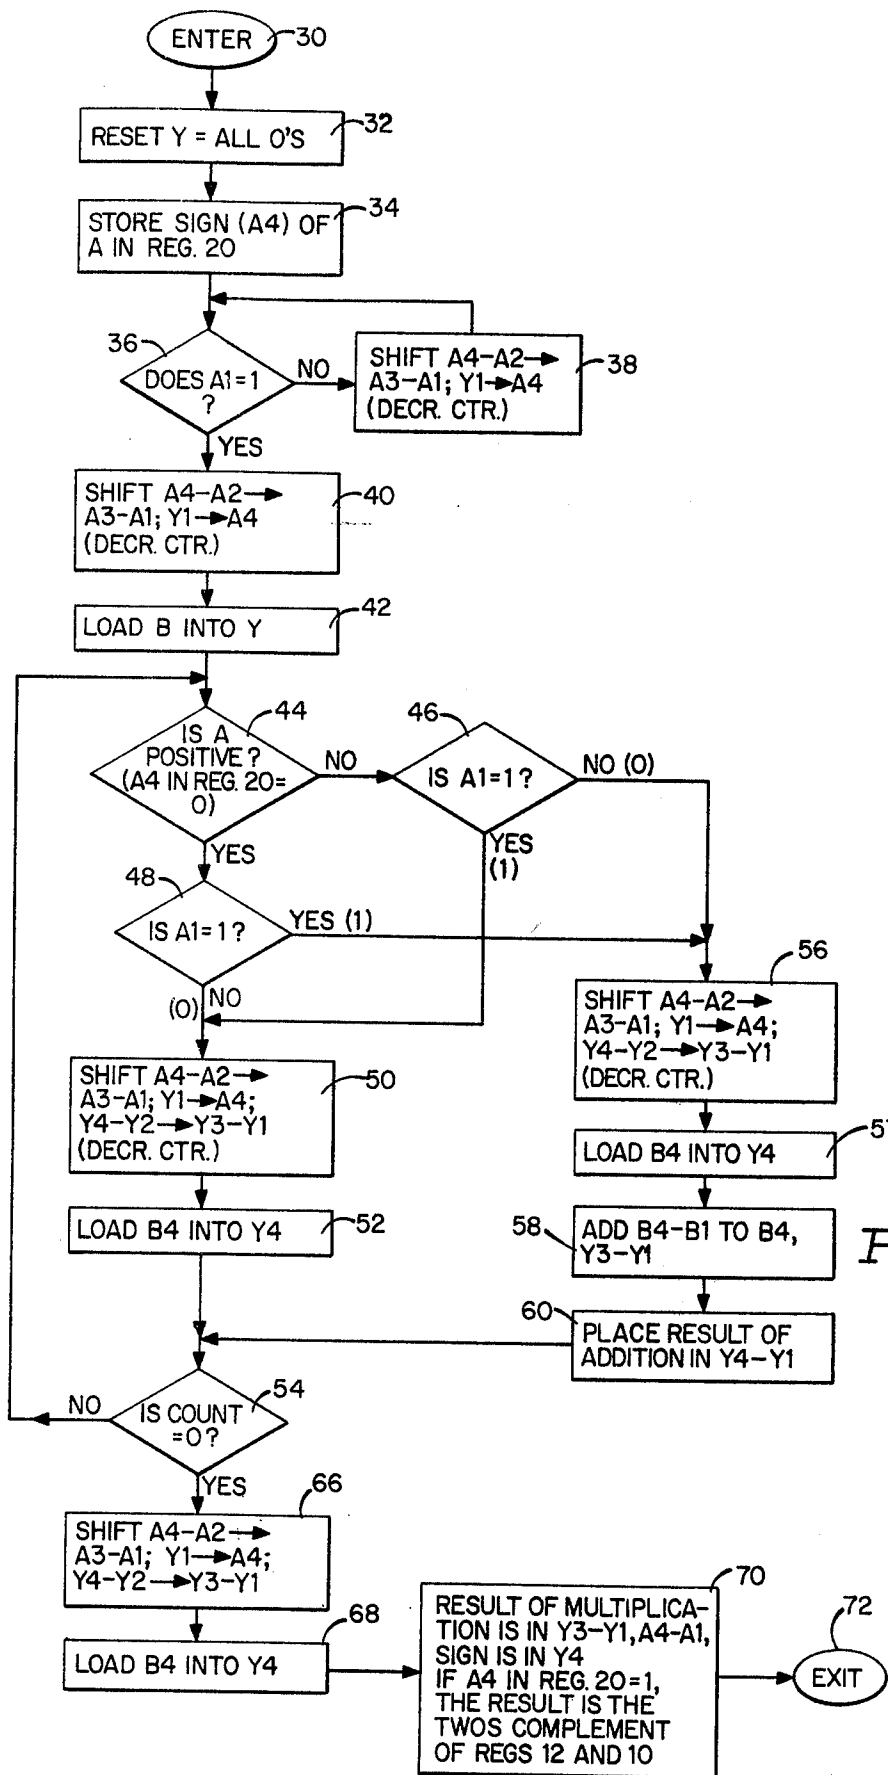 ENTER 30
RESET Y = ALL O'S 32
STORE SIGN (A4) OF 34
A IN REG. 20
36
DOES A1=1
?
NO
SHIFT A4-A2→ 38
A3-A1; Y1→A4
(DECR. CTR.)
YES
SHIFT A4-A2→ 40
A3-A1; Y1→A4
(DECR. CTR.)
LOAD B INTO Y 42
IS A 44
POSITIVE?
(A4 IN REG. 20=
0)
NO
46
IS A1=1?
NO (0)
YES
(1)
YES
48
IS A1=1?
YES (1)
(0) NO
SHIFT A4-A2→ 50
A3-A1; Y1→A4;
Y4-Y2→Y3-Y1
(DECR. CTR.)
LOAD B4 INTO Y4 52
56
SHIFT A4-A2→
A3-A1; Y1→A4;
Y4-Y2→Y3-Y1
(DECR. CTR.)
LOAD B4 INTO Y4
58 ADD B4-B1 TO B4,
Y3-Y1
60
PLACE RESULT OF
ADDITION IN Y4-Y1
54
IS COUNT
=0?
NO
YES
66
SHIFT A4-A2→
A3-A1; Y1→A4;
Y4-Y2→Y3-Y1
68
LOAD B4 INTO Y4
70
RESULT OF MULTIPLICA-
TION IS IN Y3-Y1, A4-A1,
SIGN IS IN Y4
IF A4 IN REG. 20=1,
THE RESULT IS THE
TWOS COMPLEMENT
OF REGS 12 AND 10
72
EXIT